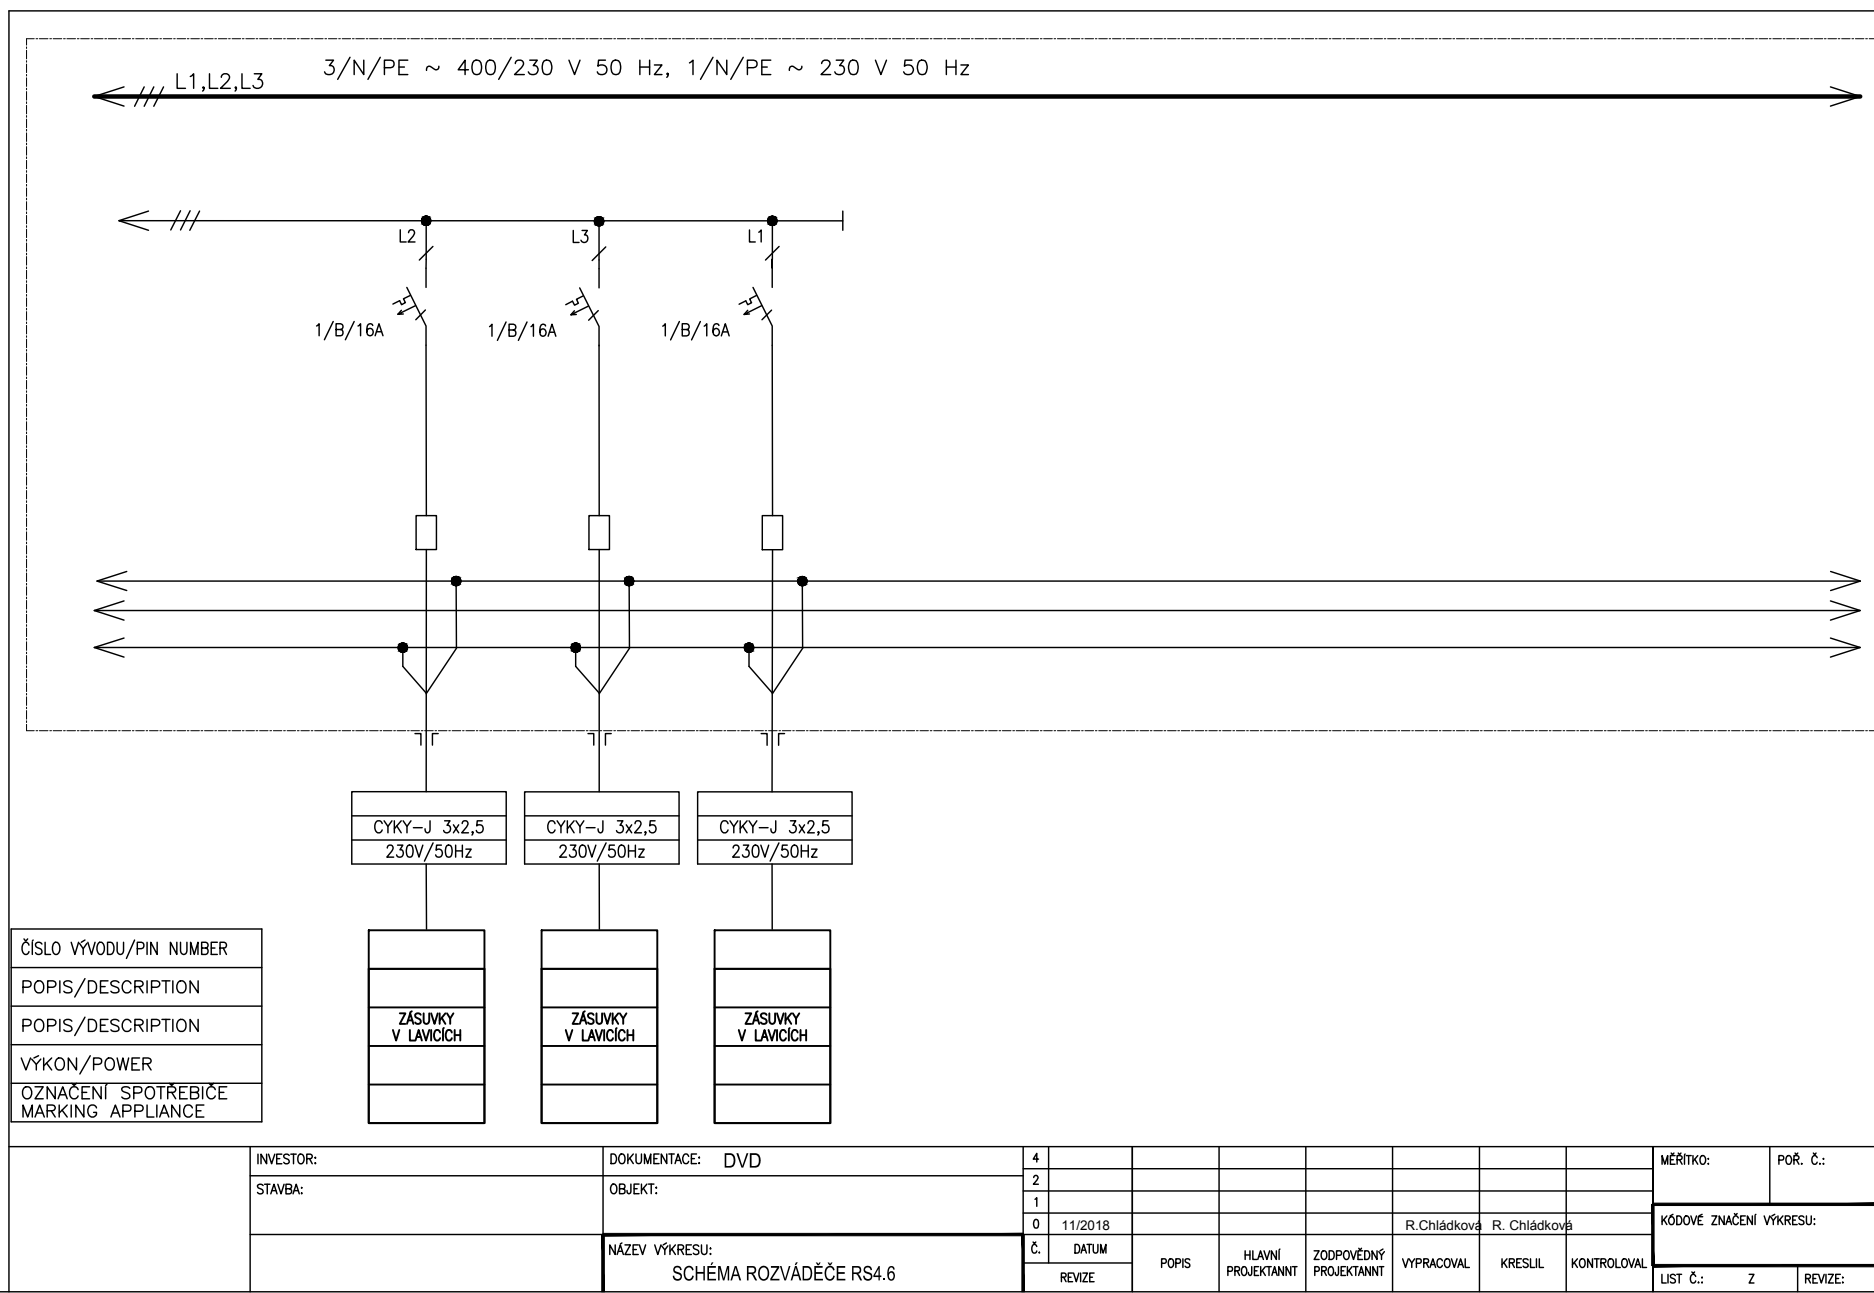 3/N/PE ~ 400/230 V 50 Hz, 1/N/PE ~ 230 V 50 Hz
L1,L2,L3
L2
L3
L1
1/B/16A
1/B/16A
1/B/16A
CYKY-J 3x2,5
230V/50Hz
CYKY-J 3x2,5
230V/50Hz
CYKY-J 3x2,5
230V/50Hz
ČÍSLO VÝVODU/PIN NUMBER
POPIS/DESCRIPTION
POPIS/DESCRIPTION
VÝKON/POWER
OZNAČENÍ SPOTŘEBIČE
MARKING APPLIANCE
ZÁSUVKY
V LAVICÍCH
ZÁSUVKY
V LAVICÍCH
ZÁSUVKY
V LAVICÍCH
INVESTOR:
STAVBA:
DOKUMENTACE: DVD
OBJEKT:
NÁZEV VÝKRESU:
SCHÉMA ROZVÁDĚČE RS4.6
4
2
1
0 11/2018 R.Chládková R. Chládková
Č. DATUM
REVIZE
POPIS
HLAVNÍ
PROJEKTANNT
ZODPOVĚDNÝ
PROJEKTANNT
VYPRACOVAL
KRESLIL
KONTROLOVAL
MĚŘÍTKO:
POŘ. Č.:
KÓDOVÉ ZNAČENÍ VÝKRESU:
LIST Č.: Z
REVIZE: